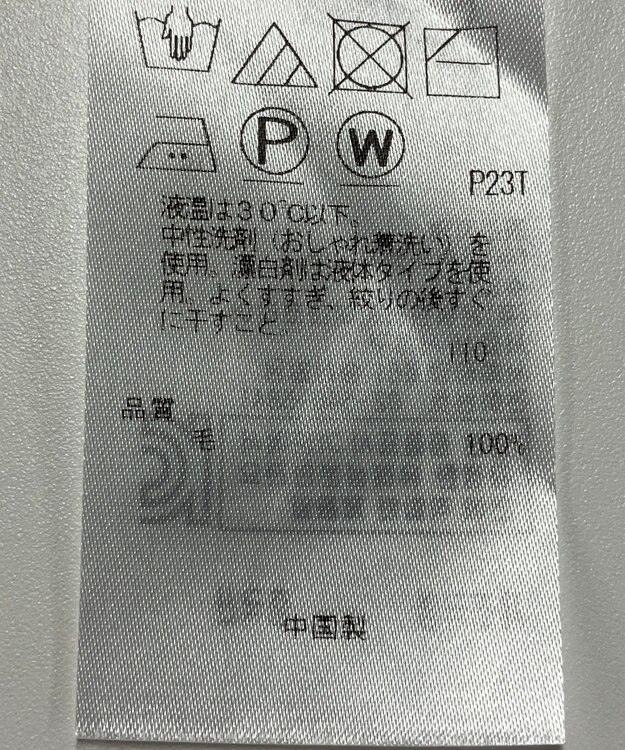 P
W
P23T
液温は30℃以下。
中性洗剤（おしゃれ着洗い）を
使用。漂白剤は液体タイプを使
用。よくすすぎ、絞りの後すぐ
に干すこと。
110
品質
毛 100%
中国製